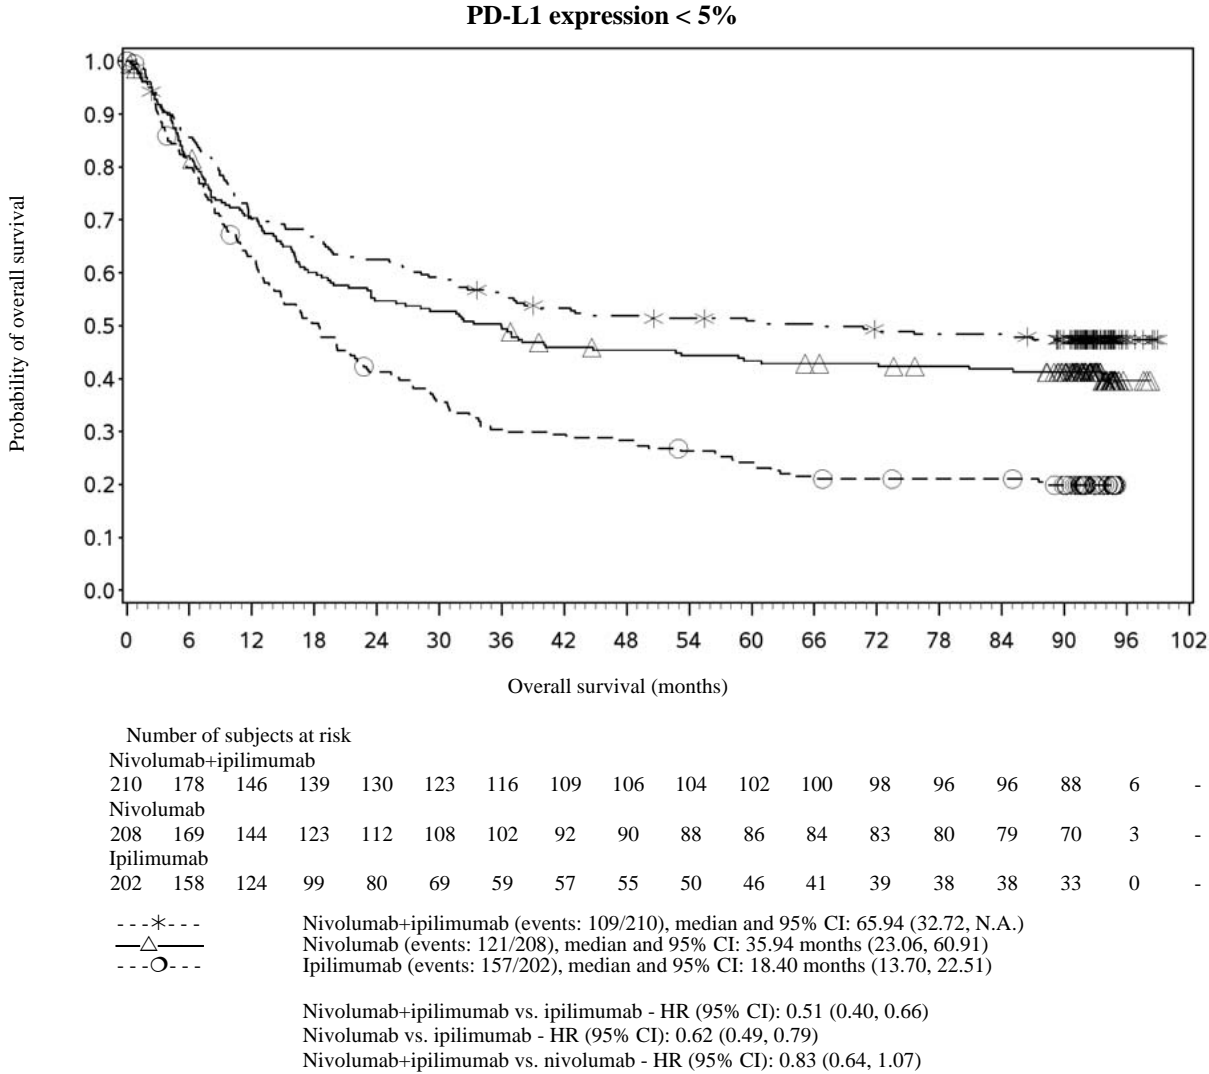 PD-L1 expression < 5%
Probability of overall survival
1.0
0.9
0.8
0.7
0.6
0.5
0.4
0.3
0.2
0.1
0.0
0 6 12 18 24 30 36 42 48 54 60 66 72 78 84 90 96 102
Overall survival (months)
Number of subjects at risk
Nivolumab+ipilimumab
210 178 146 139 130 123 116 109 106 104 102 100 98 96 96 88 6 -
Nivolumab
208 169 144 123 112 108 102 92 90 88 86 84 83 80 79 70 3 -
Ipilimumab
202 158 124 99 80 69 59 57 55 50 46 41 39 38 38 33 0 -
Nivolumab+ipilimumab (events: 109/210), median and 95% CI: 65.94 (32.72, N.A.)
Nivolumab (events: 121/208), median and 95% CI: 35.94 months (23.06, 60.91)
Ipilimumab (events: 157/202), median and 95% CI: 18.40 months (13.70, 22.51)
Nivolumab+ipilimumab vs. ipilimumab - HR (95% CI): 0.51 (0.40, 0.66)
Nivolumab vs. ipilimumab - HR (95% CI): 0.62 (0.49, 0.79)
Nivolumab+ipilimumab vs. nivolumab - HR (95% CI): 0.83 (0.64, 1.07)